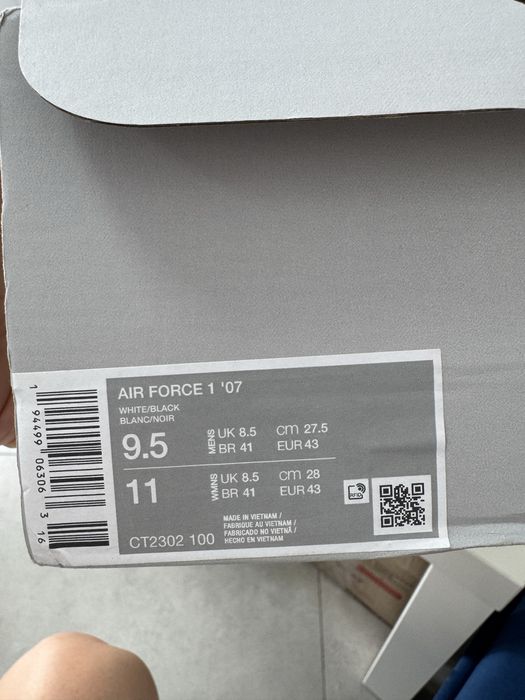 AIR FORCE 1 '07
WHITE/BLACK
BLANC/NOIR
9.5 MENS UK 8.5 cm 27.5
BR 41 EUR 43
11 WMNS UK 8.5 cm 28
BR 41 EUR 43
RFID
MADE IN VIETNAM /
FABRIQUE AU VIETNAM /
FABRICADO NO VIETNÃ /
HECHO EN VIETNAM
CT2302 100
1 94499 06306 3 16